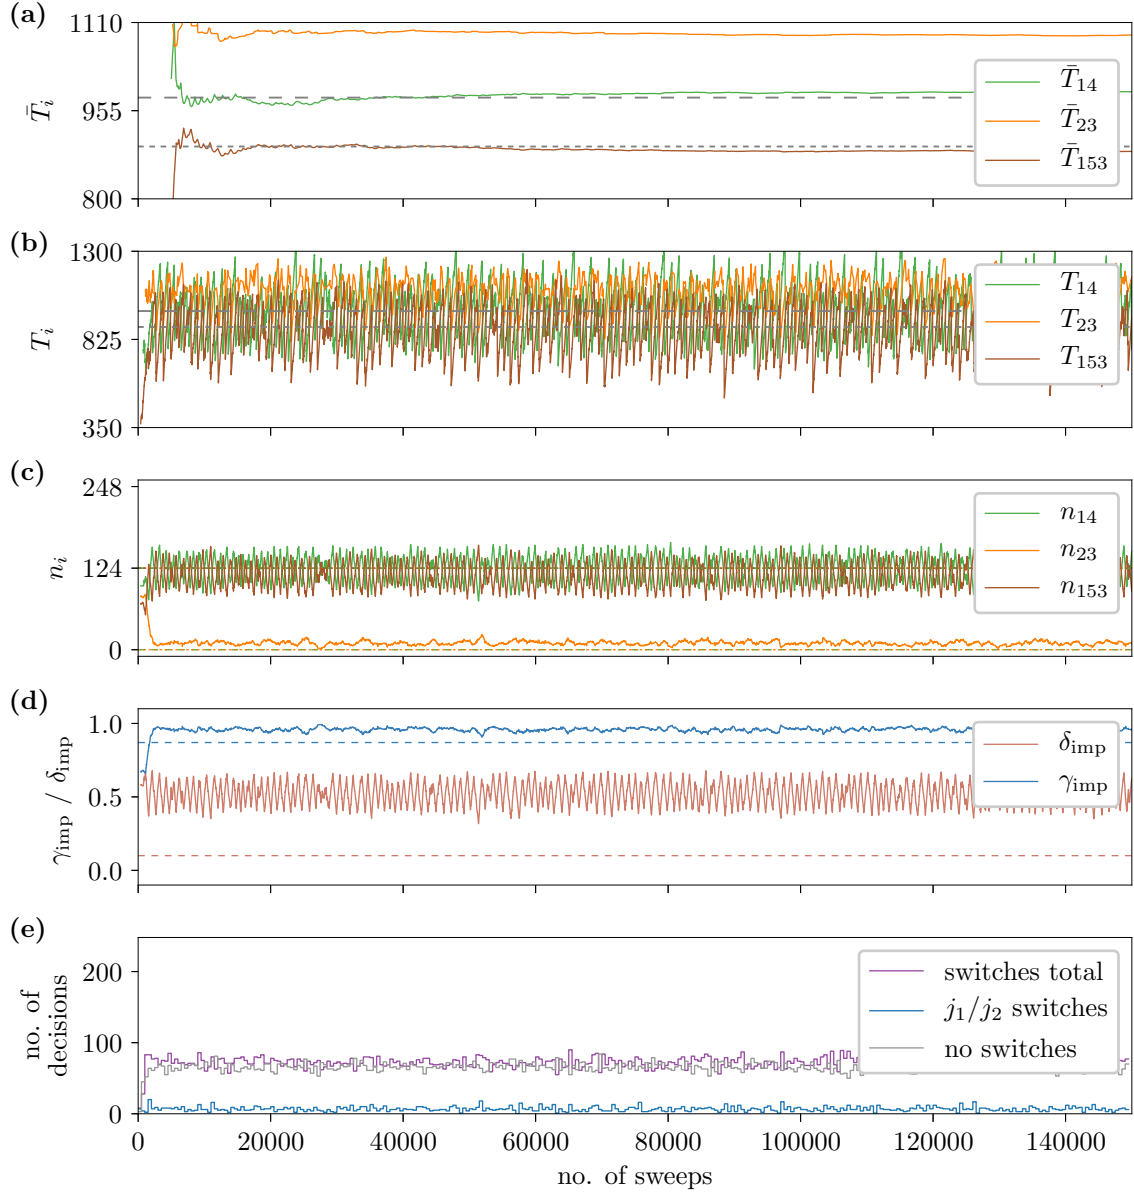 (a)
1110
955
800
T̄ᵢ
T̄₁₄
T̄₂₃
T̄₁₅₃
(b)
1300
825
350
Tᵢ
T₁₄
T₂₃
T₁₅₃
(c)
248
124
0
nᵢ
n₁₄
n₂₃
n₁₅₃
(d)
1.0
0.5
0.0
γimp / δimp
δimp
γimp
(e)
200
100
0
no. of
decisions
switches total
j₁/j₂ switches
no switches
0 20000 40000 60000 80000 100000 120000 140000
no. of sweeps